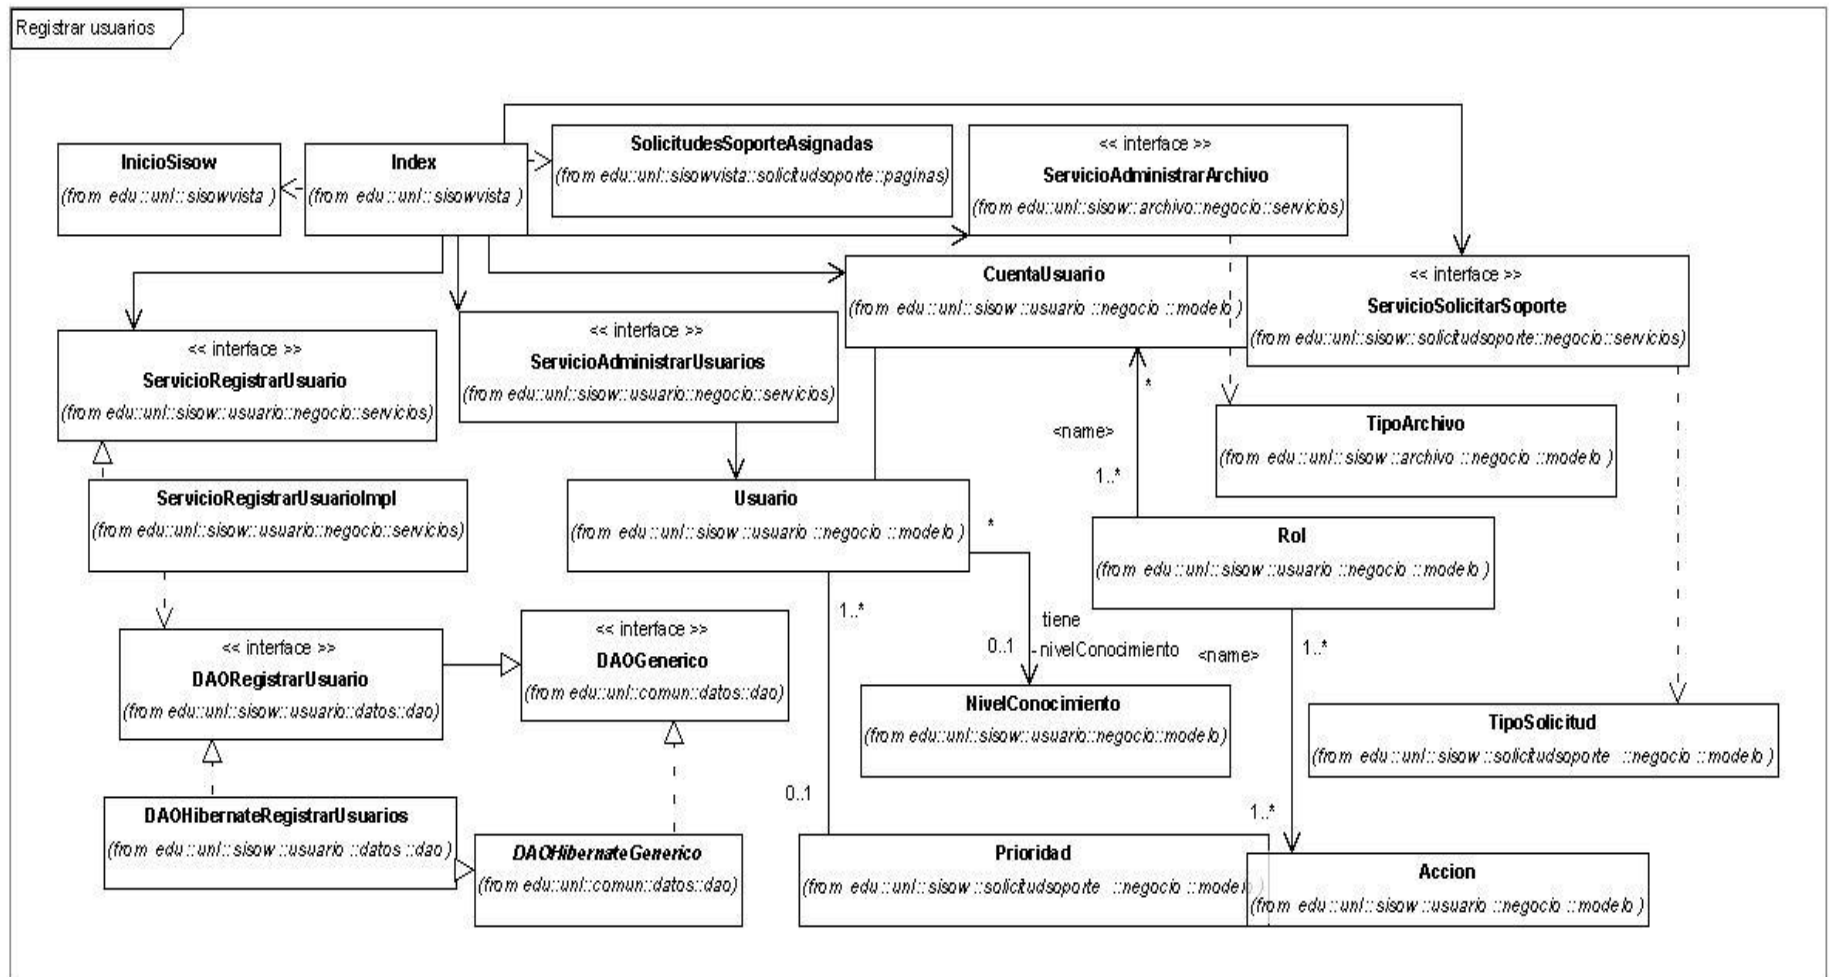 Registrar usuarios
InicioSisow
(from edu::unl::sisowvista )
Index
(from edu::unl::sisowvista )
SolicitudesSoporteAsignadas
(from edu::unl::sisowvista::solicitudsoporte::paginas)
<< interface >>
ServicioAdministrarArchivo
(from edu::unl::sisow::archivo::negocio::servicios)
CuentaUsuario
(from edu::unl::sisow::usuario::negocio::modelo )
<< interface >>
ServicioSolicitarSoporte
(from edu::unl::sisow::solicitudsoporte::negocio::servicios)
<< interface >>
ServicioRegistrarUsuario
(from edu::unl::sisow::usuario::negocio::servicios)
<< interface >>
ServicioAdministrarUsuarios
(from edu::unl::sisow::usuario::negocio::servicios)
*
<name>
1..*
TipoArchivo
(from edu::unl::sisow::archivo::negocio::modelo )
ServicioRegistrarUsuarioImpl
(from edu::unl::sisow::usuario::negocio::servicios)
Usuario
(from edu::unl::sisow::usuario::negocio::modelo )
*
Rol
(from edu::unl::sisow::usuario::negocio::modelo )
1..*
tiene
0..1
-nivelConocimiento
<name>
1..*
<< interface >>
DAORegistrarUsuario
(from edu::unl::sisow::usuario::datos::dao)
<< interface >>
DAOGenerico
(from edu::unl::comun::datos::dao)
NivelConocimiento
(from edu::unl::sisow::usuario::negocio::modelo)
TipoSolicitud
(from edu::unl::sisow::solicitudsoporte ::negocio::modelo )
0..1
1..*
DAOHibernateRegistrarUsuarios
(from edu::unl::sisow::usuario::datos::dao )
DAOHibernateGenerico
(from edu::unl::comun::datos::dao)
Prioridad
(from edu::unl::sisow::solicitudsoporte ::negocio::modelo )
Accion
(from edu::unl::sisow::usuario::negocio::modelo )